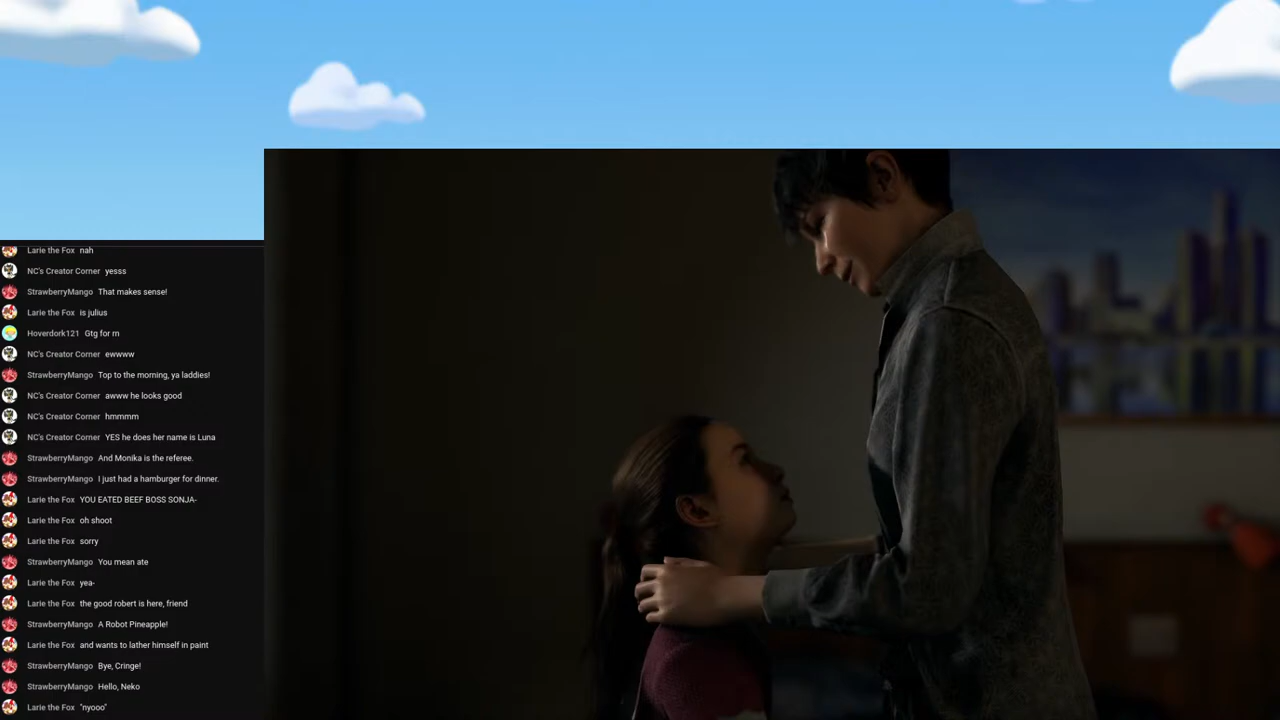 Larie the Fox nah
NC's Creator Corner yesss
StrawberryMango That makes sense!
Larie the Fox is julius
Hoverdork121 Gtg for rn
NC's Creator Corner ewwww
StrawberryMango Top to the morning, ya laddies!
NC's Creator Corner awww he looks good
NC's Creator Corner hmmmm
NC's Creator Corner YES he does her name is Luna
StrawberryMango And Monika is the referee.
StrawberryMango I just had a hamburger for dinner.
Larie the Fox YOU EATED BEEF BOSS SONJA-
Larie the Fox oh shoot
Larie the Fox sorry
StrawberryMango You mean ate
Larie the Fox yea-
Larie the Fox the good robert is here, friend
StrawberryMango A Robot Pineapple!
Larie the Fox and wants to lather himself in paint
StrawberryMango Bye, Cringe!
StrawberryMango Hello, Neko
Larie the Fox "nyooo"